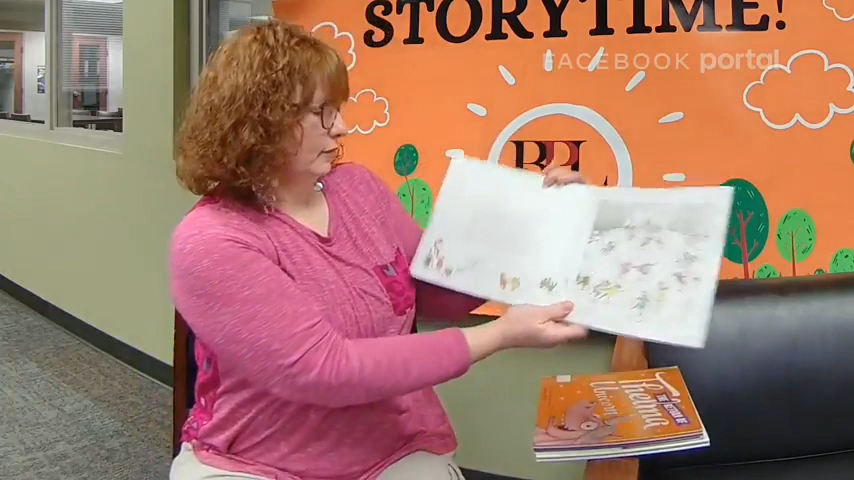 STORYTIME!
FACEBOOK portal
THE RETURN OF
Thelma
Unicorn